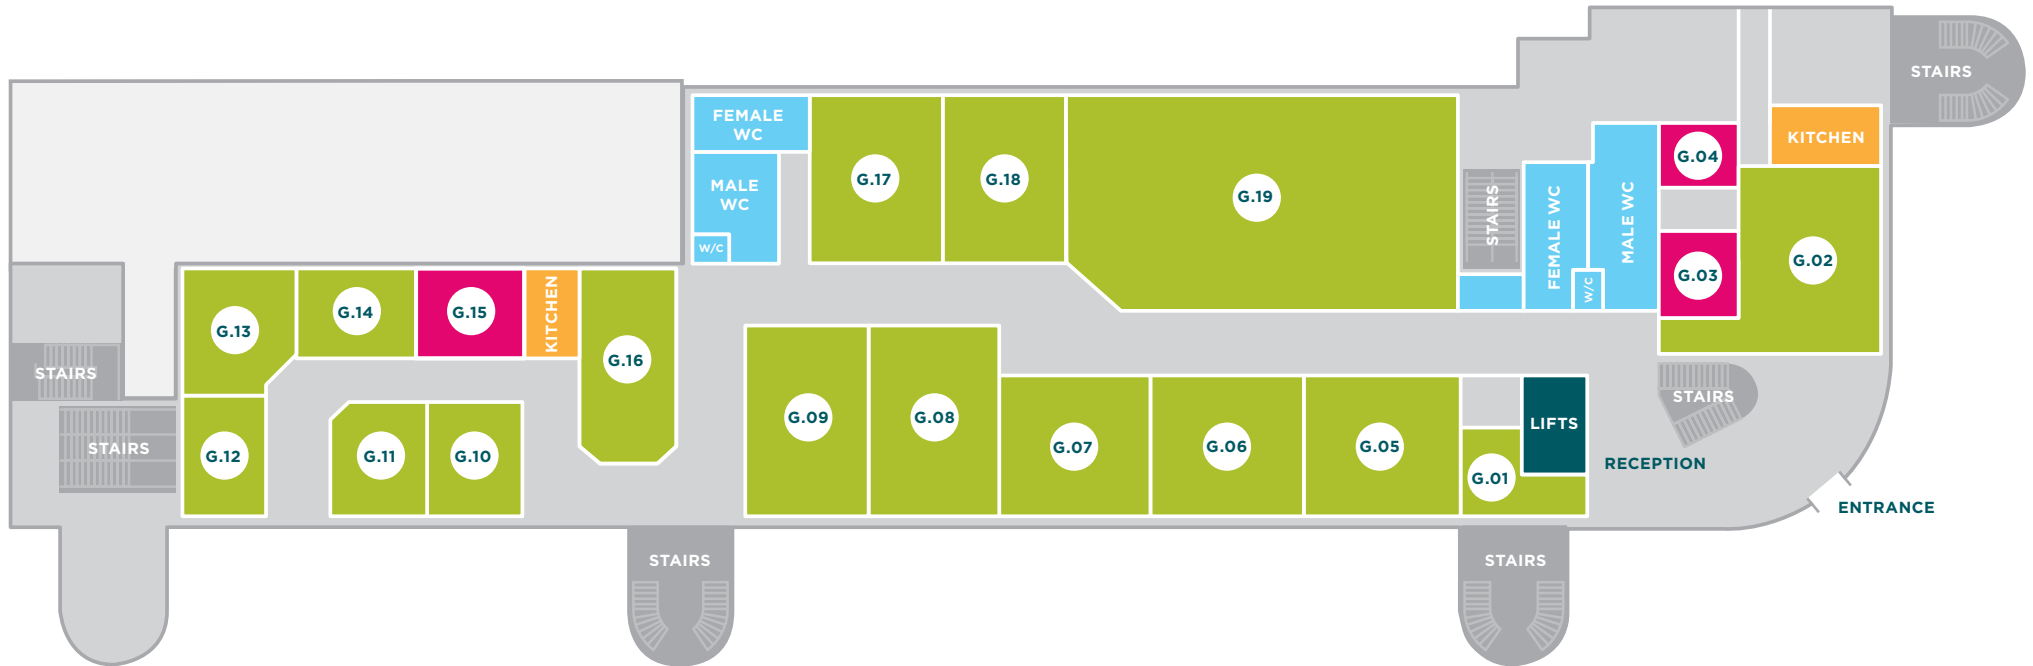 STAIRS
FEMALE
WC
KITCHEN
G.04
G.17
G.18
G.19
MALE
WC
STAIRS
FEMALE WC
MALE WC
W/C
G.02
G.03
W/C
G.13
G.14
G.15
KITCHEN
G.16
STAIRS
STAIRS
G.09
G.08
LIFTS
G.12
G.11
G.10
G.07
G.06
G.05
STAIRS
RECEPTION
G.01
ENTRANCE
STAIRS
STAIRS